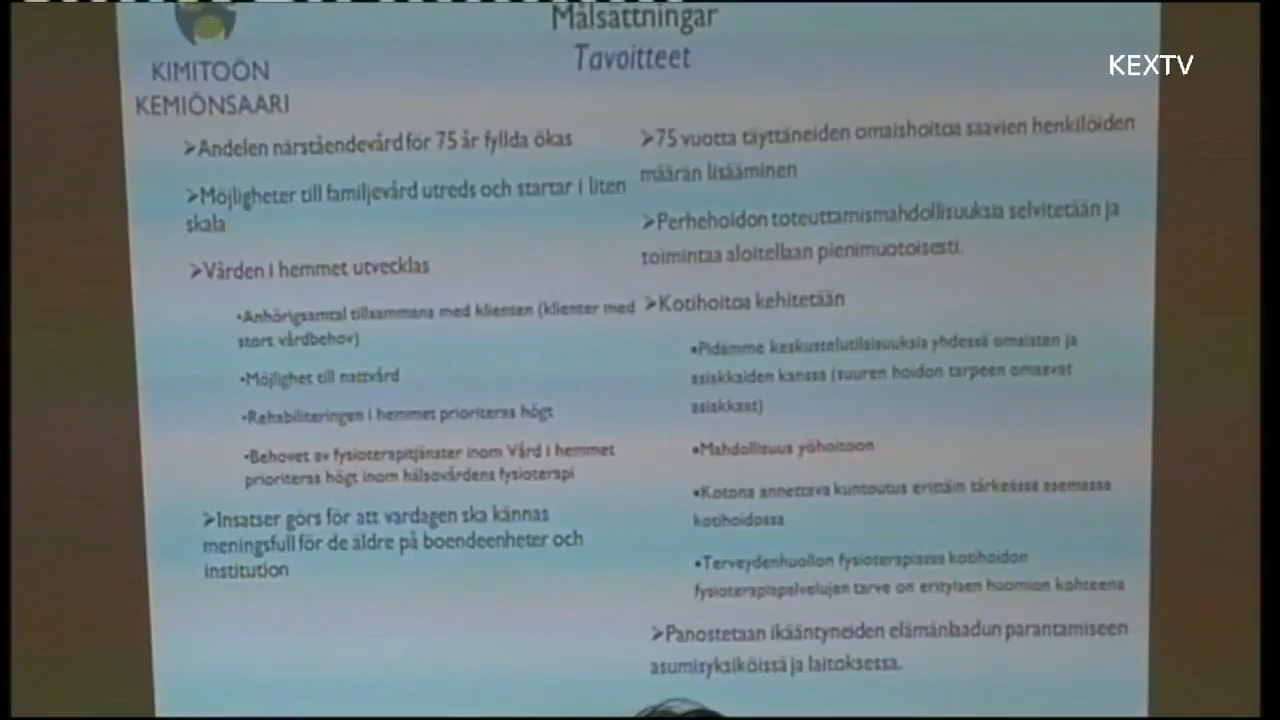 Målsättningar
Tavoitteet
KEXTV
KIMITOÖN
KEMIÖNSAARI
➢Andelen närståendevård för 75 år fyllda ökas
➢Möjligheter till familjevård utreds och startar i liten
skala
➢Vården i hemmet utvecklas
•Anhörigsamtal tillsammans med klienten (klienter med
stort vårdbehov)
•Möjlighet till nattvård
•Rehabiliteringen i hemmet prioriteras högt
•Behovet av fysioterapitjänster inom Vård i hemmet
prioriteras högt inom hälsovårdens fysioterapi
➢Insatser görs för att vardagen ska kännas
meningsfull för de äldre på boendeenheter och
institution
➢75 vuotta täyttäneiden omaishoitoa saavien henkilöiden
määrän lisääminen
➢Perhehoidon toteuttamismahdollisuuksia selvitetään ja
toimintaa aloitellaan pienimuotoisesti.
➢Kotihoitoa kehitetään
•Pidämme keskustelutilaisuuksia yhdessä omaisten ja
asiakkaiden kanssa (suuren hoidon tarpeen omaavat
asiakkaat)
•Mahdollisuus yöhoitoon
•Kotona annettava kuntoutus erittäin tärkeässä asemassa
kotihoidossa
•Terveydenhuollon fysioterapiassa kotihoidon
fysioterapiapalvelujen tarve on erityisen huomion kohteena
➢Panostetaan ikääntyneiden elämänlaadun parantamiseen
asumisyksiköissä ja laitoksessa.